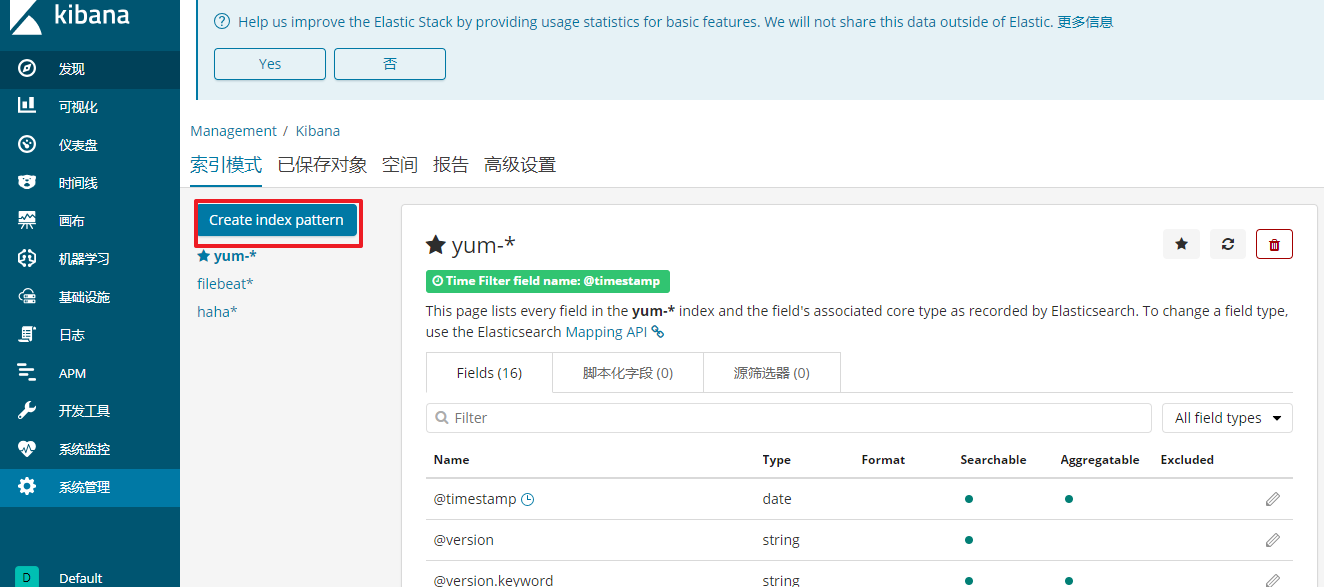 kibana
发现
可视化
仪表盘
时间线
画布
机器学习
基础设施
日志
APM
开发工具
系统监控
系统管理
D Default
Help us improve the Elastic Stack by providing usage statistics for basic features. We will not share this data outside of Elastic. 更多信息
Yes 否
Management / Kibana
索引模式 已保存对象 空间 报告 高级设置
Create index pattern
yum-*
filebeat*
haha*
yum-*
Time Filter field name: @timestamp
This page lists every field in the yum-* index and the field's associated core type as recorded by Elasticsearch. To change a field type,
use the Elasticsearch Mapping API
Fields (16) 脚本化字段 (0) 源筛选器 (0)
Filter All field types
Name Type Format Searchable Aggregatable Excluded
@timestamp date
@version string
@version.keyword string